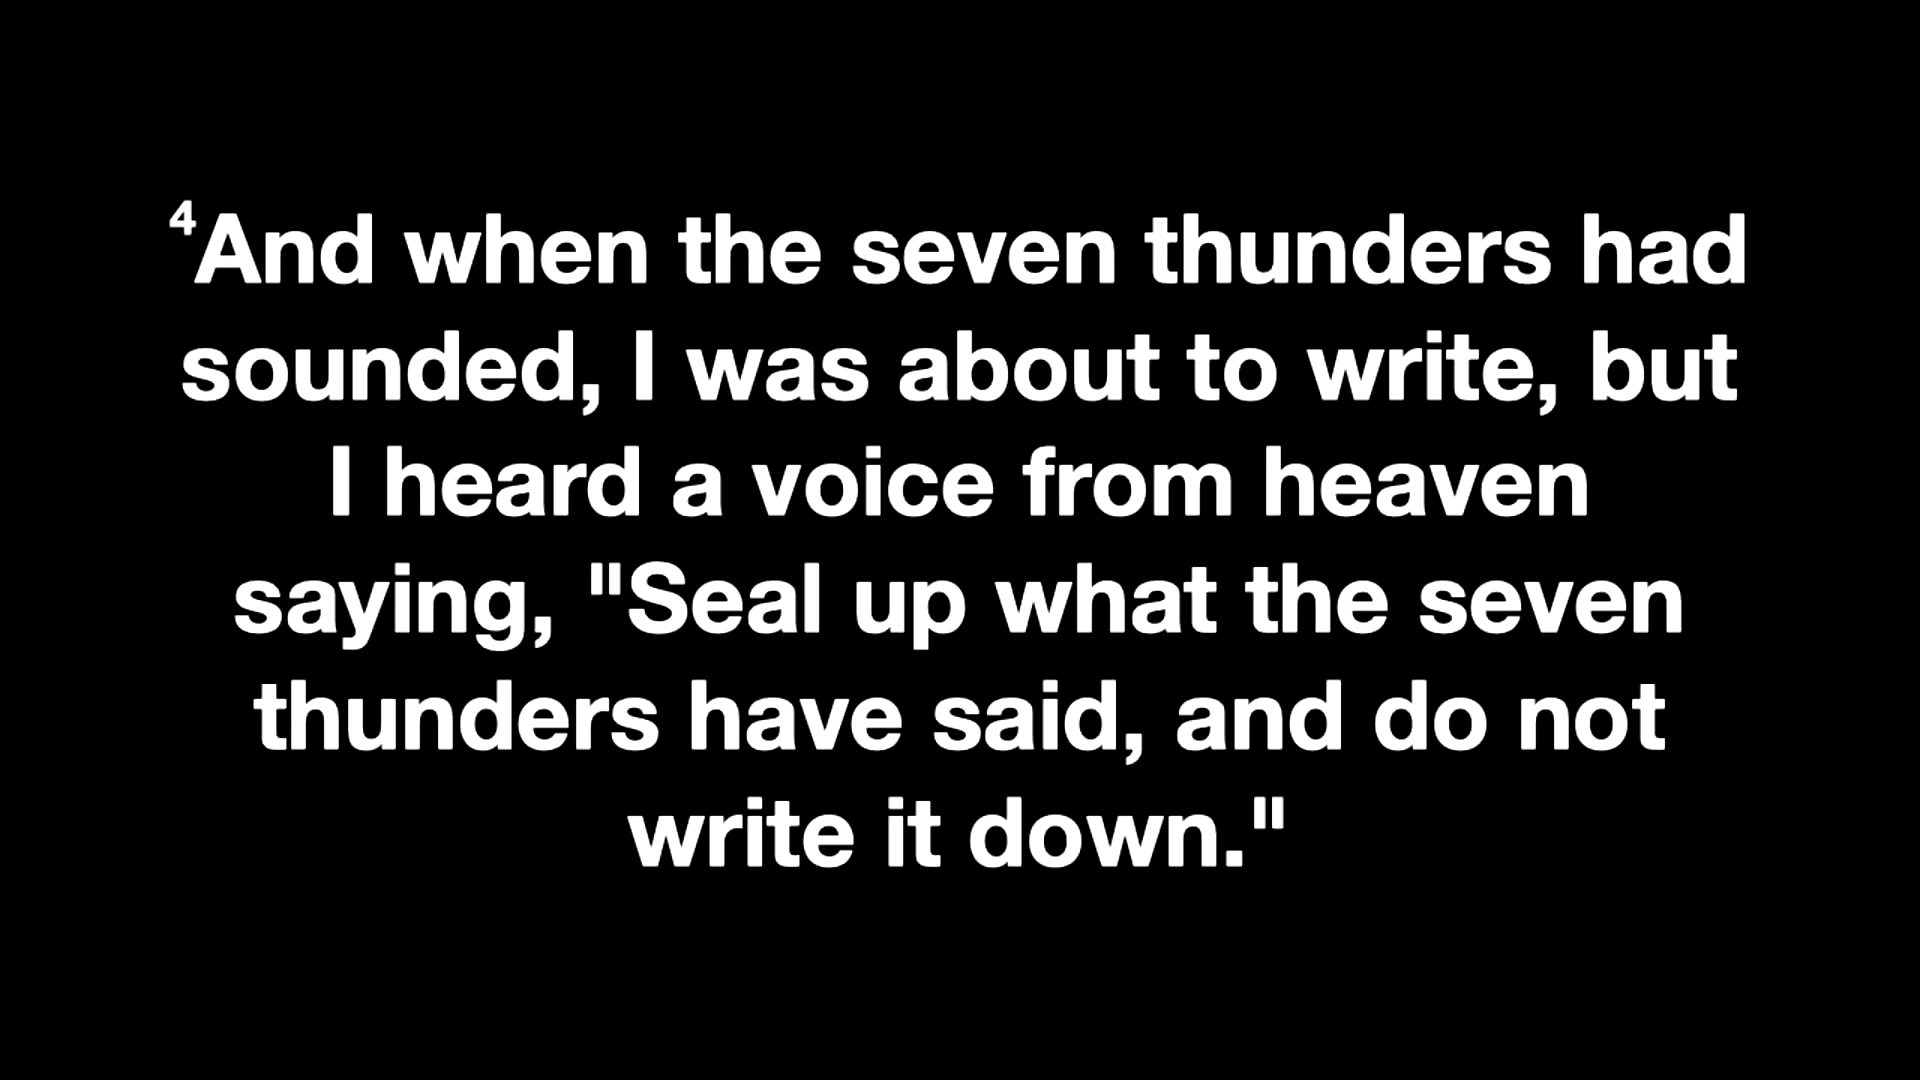 ⁴And when the seven thunders had
sounded, I was about to write, but
I heard a voice from heaven
saying, "Seal up what the seven
thunders have said, and do not
write it down."